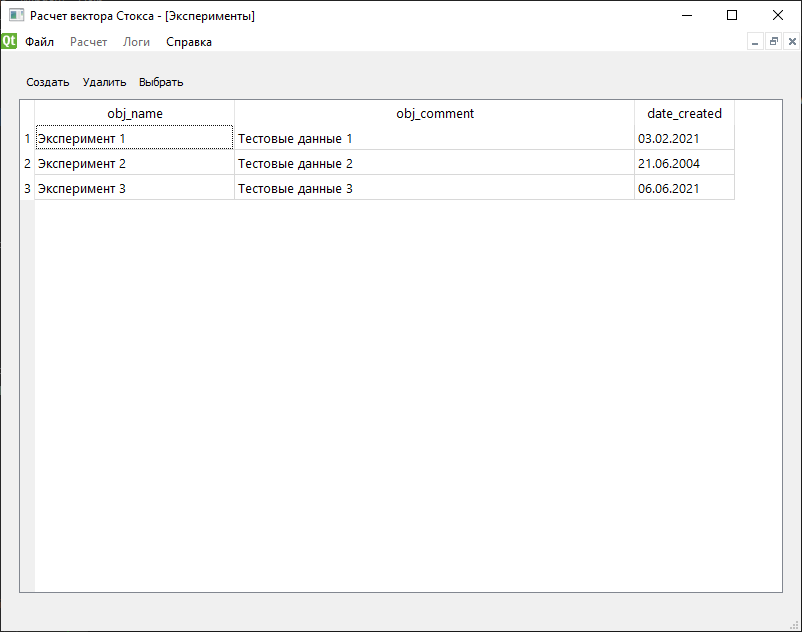 Расчет вектора Стокса - [Эксперименты]
Qt Файл Расчет Логи Справка
Создать Удалить Выбрать
obj_name obj_comment date_created
1 Эксперимент 1 Тестовые данные 1 03.02.2021
2 Эксперимент 2 Тестовые данные 2 21.06.2004
3 Эксперимент 3 Тестовые данные 3 06.06.2021